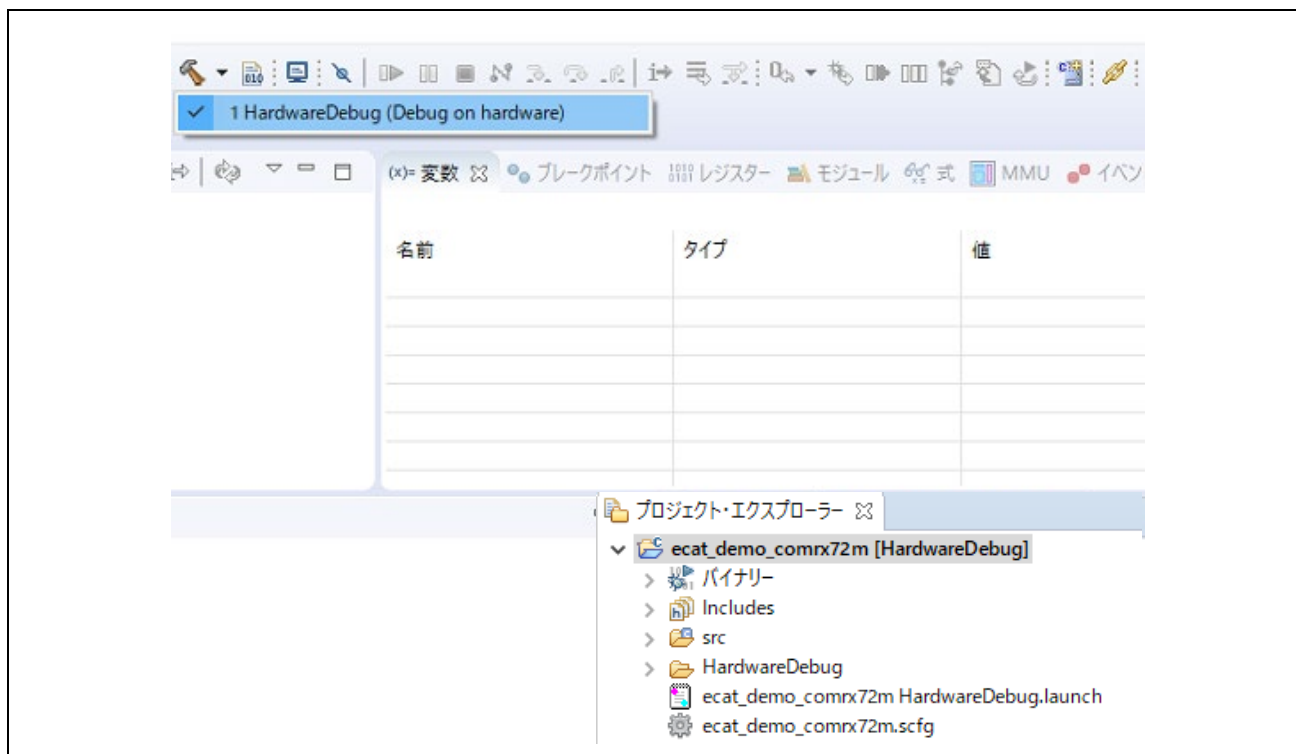 1 HardwareDebug (Debug on hardware)
(x)= 変数 ブレークポイント レジスター モジュール 式 MMU イベン
名前 タイプ 値
プロジェクト・エクスプローラー
ecat_demo_comrx72m [HardwareDebug]
バイナリー
Includes
src
HardwareDebug
ecat_demo_comrx72m HardwareDebug.launch
ecat_demo_comrx72m.scfg